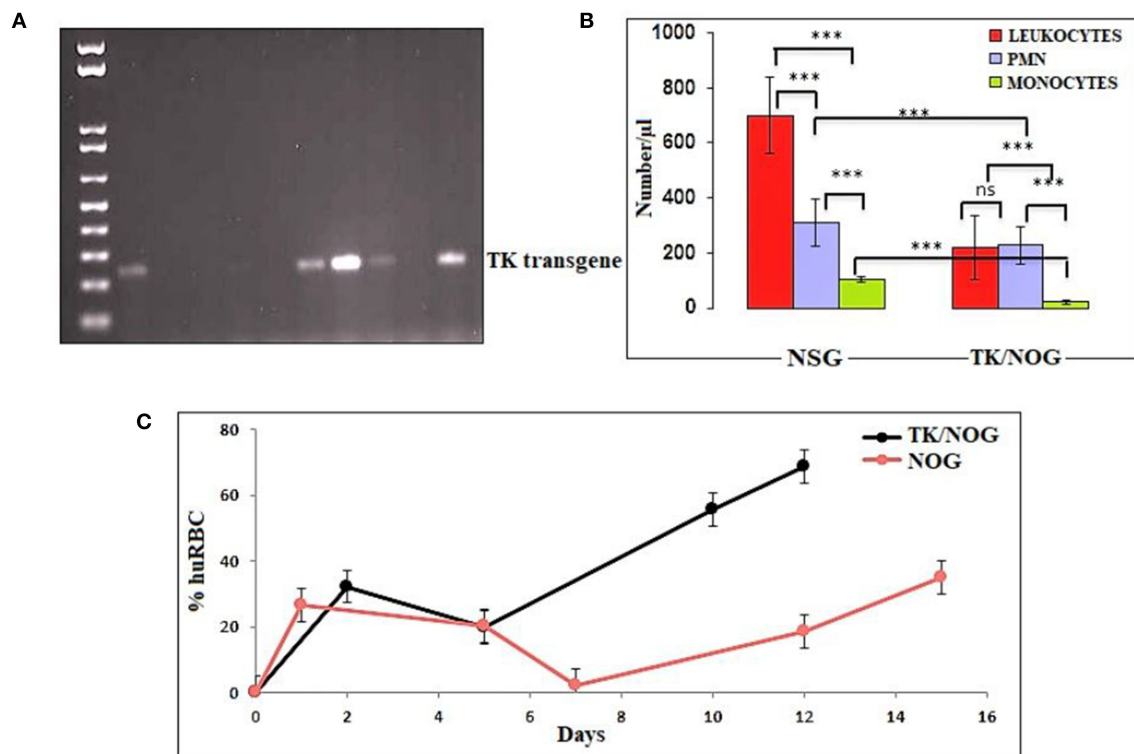 A
TK transgene
B
1000
800
600
400
200
0
Number/µl
LEUKOCYTES
PMN
MONOCYTES
***
***
***
***
***
ns
***
***
NSG
TK/NOG
C
80
60
40
20
0
% huRBC
TK/NOG
NOG
0 2 4 6 8 10 12 14 16
Days